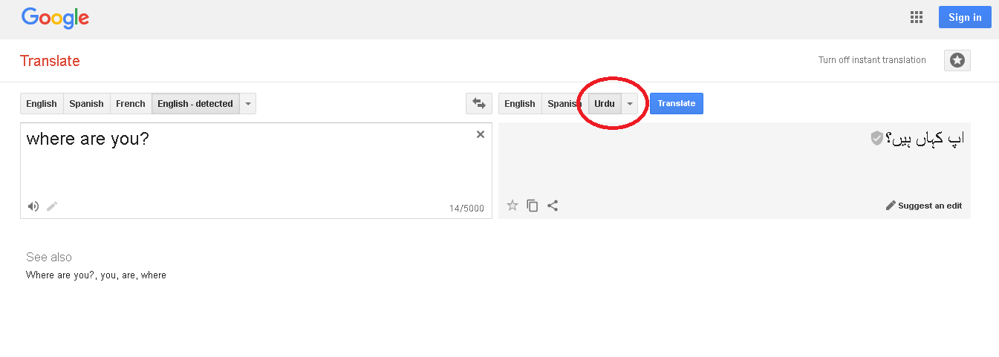 Google
Sign in
Translate
Turn off instant translation
English Spanish French English - detected
English Spanish Urdu Translate
where are you?
اپ کہاں ہیں؟
14/5000
Suggest an edit
See also
Where are you?, you, are, where